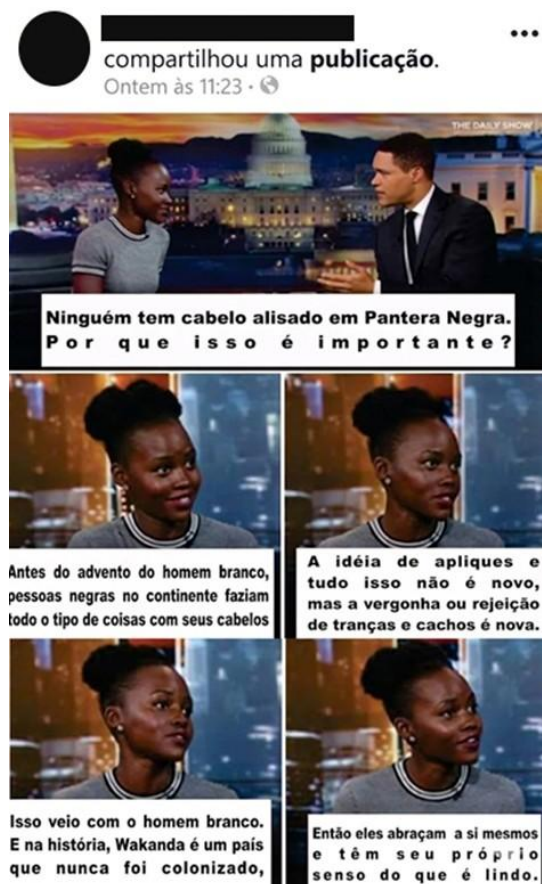 compartilhou uma publicação.
Ontem às 11:23 ·
THE DAILY SHOW
Ninguém tem cabelo alisado em Pantera Negra.
Por que isso é importante?
Antes do advento do homem branco,
pessoas negras no continente faziam
todo o tipo de coisas com seus cabelos
A idéia de apliques e
tudo isso não é novo,
mas a vergonha ou rejeição
de tranças e cachos é nova.
Isso veio com o homem branco.
E na história, Wakanda é um país
que nunca foi colonizado,
Então eles abraçam a si mesmos
e têm seu próprio
senso do que é lindo.